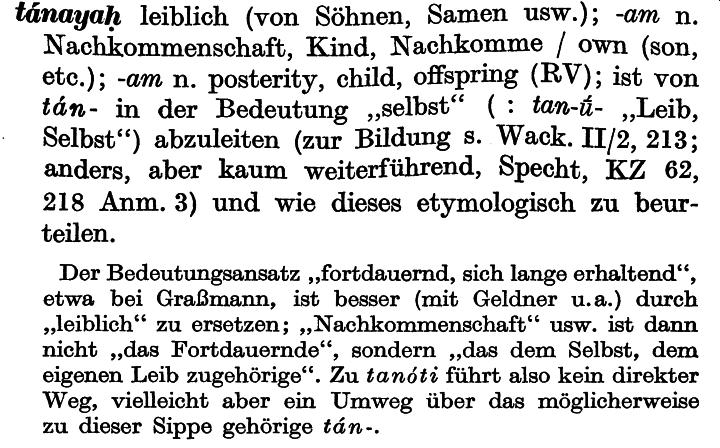 tánayaḥ leiblich (von Söhnen, Samen usw.); -am n.
Nachkommenschaft, Kind, Nachkomme / own (son,
etc.); -am n. posterity, child, offspring (RV); ist von
tán- in der Bedeutung „selbst“ ( : tan-ū́- „Leib,
Selbst“) abzuleiten (zur Bildung s. Wack. II/2, 213;
anders, aber kaum weiterführend, Specht, KZ 62,
218 Anm. 3) und wie dieses etymologisch zu beur-
teilen.
Der Bedeutungsansatz „fortdauernd, sich lange erhaltend“,
etwa bei Graßmann, ist besser (mit Geldner u.a.) durch
„leiblich“ zu ersetzen; „Nachkommenschaft“ usw. ist dann
nicht „das Fortdauernde“, sondern „das dem Selbst, dem
eigenen Leib zugehörige“. Zu tanóti führt also kein direkter
Weg, vielleicht aber ein Umweg über das möglicherweise
zu dieser Sippe gehörige tán-.